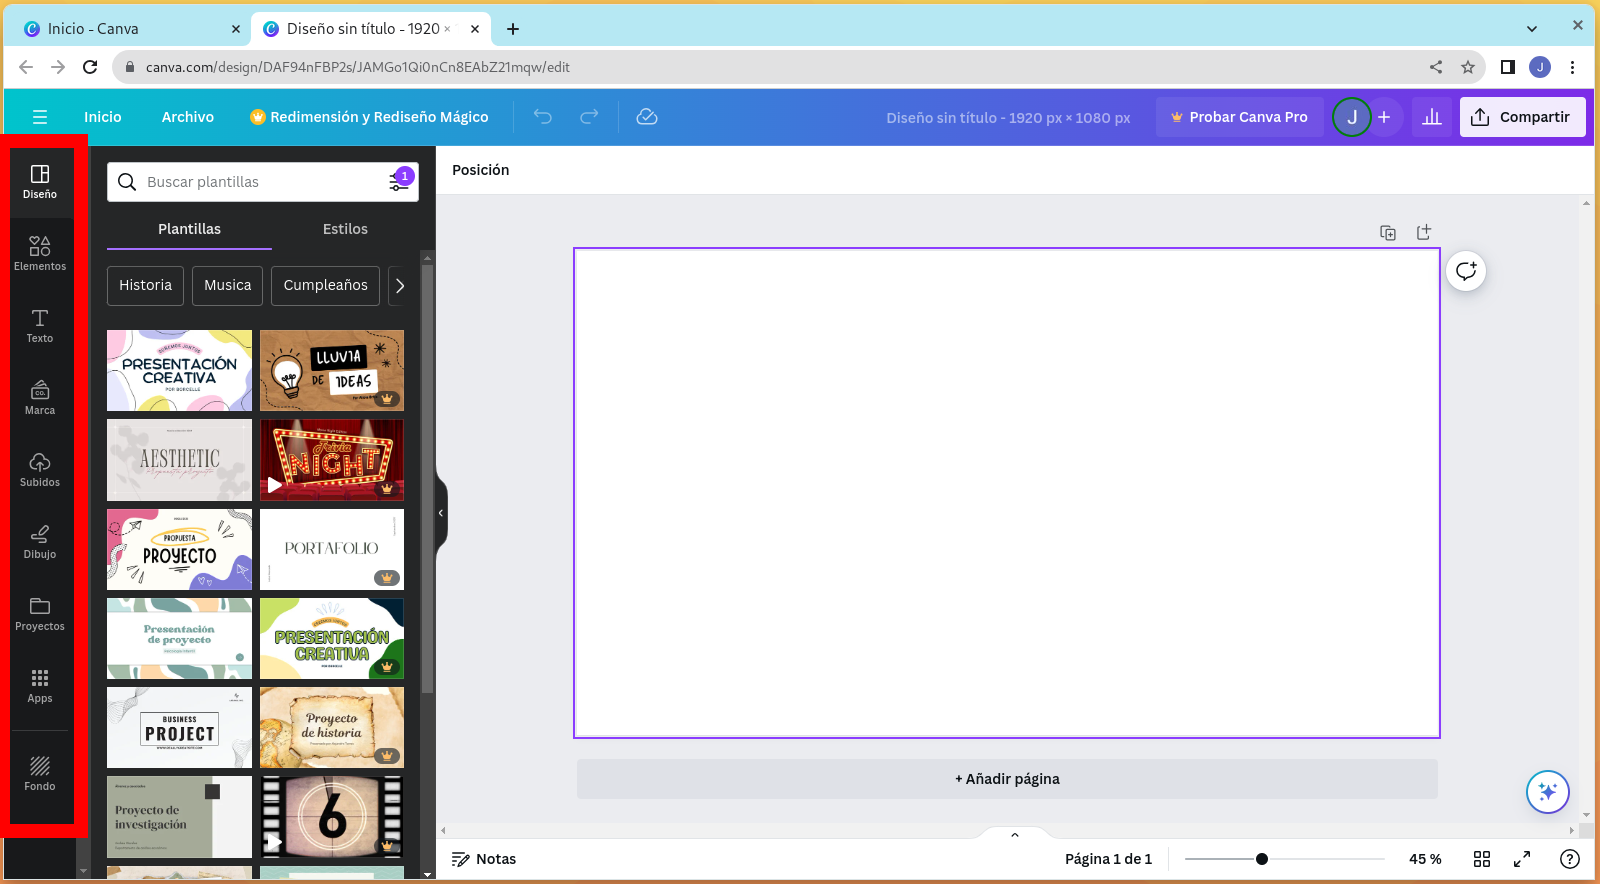 Inicio - Canva
Diseño sin título - 1920 ×
canva.com/design/DAF94nFBP2s/JAMGo1Qi0nCn8EAbZ21mqw/edit
J
Inicio
Archivo
Redimensión y Rediseño Mágico
Diseño sin título - 1920 px × 1080 px
Probar Canva Pro
J
+
Compartir
Diseño
Elementos
Texto
CO.
Marca
Subidos
Dibujo
Proyectos
Apps
Fondo
Buscar plantillas
1
Plantillas
Estilos
Historia
Musica
Cumpleaños
PRESENTACIÓN
CREATIVA
POR BORCELLE
LLUVIA
DE
IDEAS
AESTHETIC
Trivia
NIGHT
PROPUESTA
PROYECTO
PORTAFOLIO
Presentación
de proyecto
PRESENTACIÓN
CREATIVA
BUSINESS
PROJECT
Proyecto
de historia
Proyecto de
investigación
6
Posición
+ Añadir página
Notas
Página 1 de 1
45 %
?